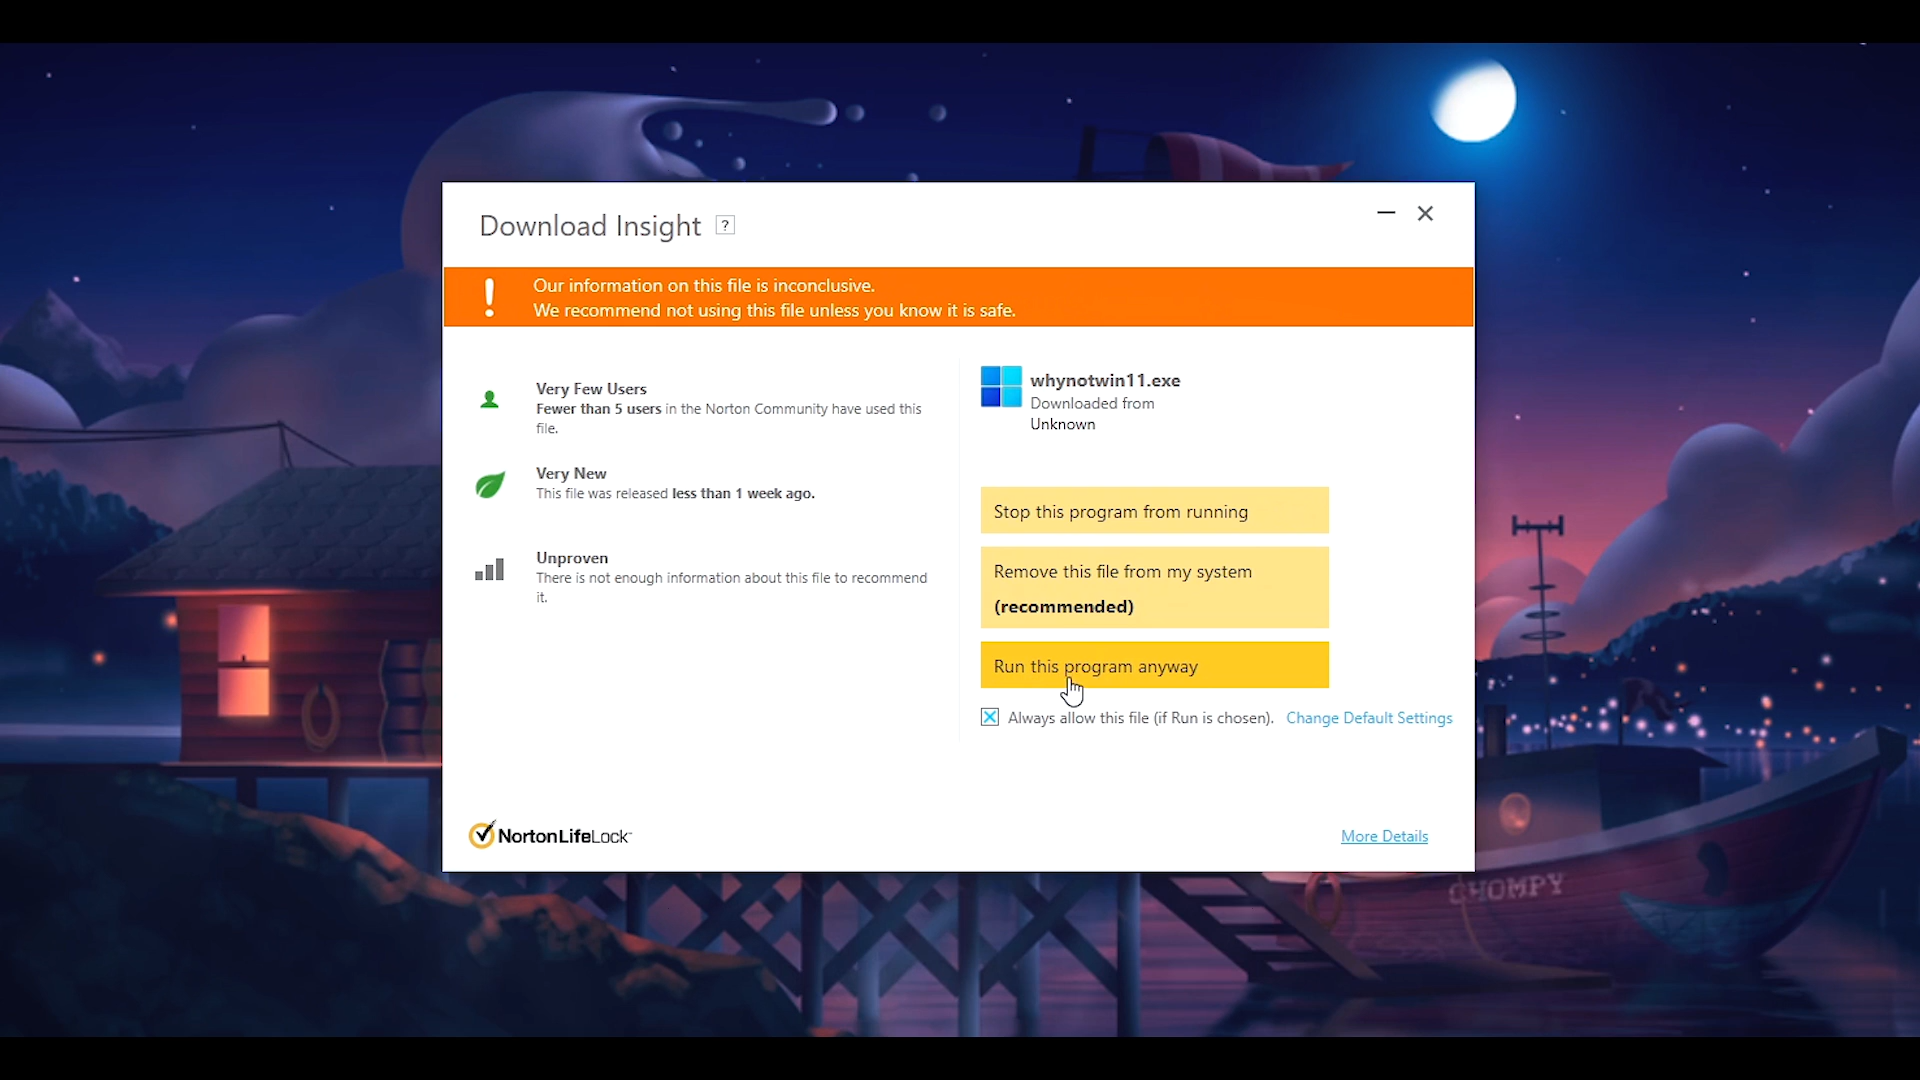 Download Insight ?
Our information on this file is inconclusive.
We recommend not using this file unless you know it is safe.
Very Few Users
Fewer than 5 users in the Norton Community have used this
file.
Very New
This file was released less than 1 week ago.
Unproven
There is not enough information about this file to recommend
it.
whynotwin11.exe
Downloaded from
Unknown
Stop this program from running
Remove this file from my system
(recommended)
Run this program anyway
Always allow this file (if Run is chosen). Change Default Settings
NortonLifeLock
More Details
CHOMPY